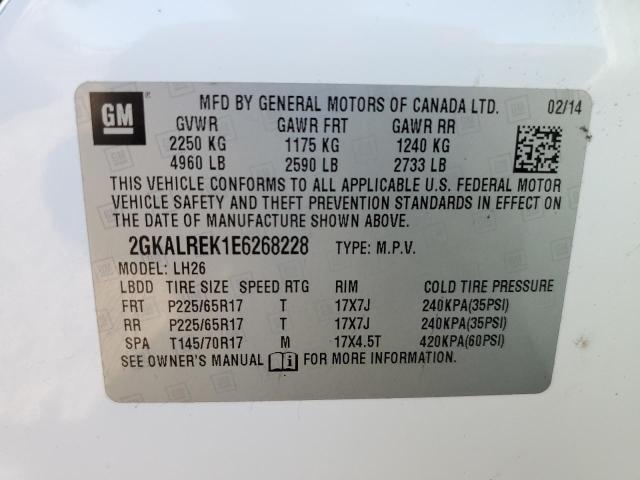 GM
MFD BY GENERAL MOTORS OF CANADA LTD. 02/14
GVWR GAWR FRT GAWR RR
2250 KG 1175 KG 1240 KG
4960 LB 2590 LB 2733 LB
THIS VEHICLE CONFORMS TO ALL APPLICABLE U.S. FEDERAL MOTOR
VEHICLE SAFETY AND THEFT PREVENTION STANDARDS IN EFFECT ON
THE DATE OF MANUFACTURE SHOWN ABOVE.
2GKALREK1E6268228 TYPE: M.P.V.
MODEL: LH26
LBDD TIRE SIZE SPEED RTG RIM COLD TIRE PRESSURE
FRT P225/65R17 T 17X7J 240KPA(35PSI)
RR P225/65R17 T 17X7J 240KPA(35PSI)
SPA T145/70R17 M 17X4.5T 420KPA(60PSI)
SEE OWNER'S MANUAL FOR MORE INFORMATION.